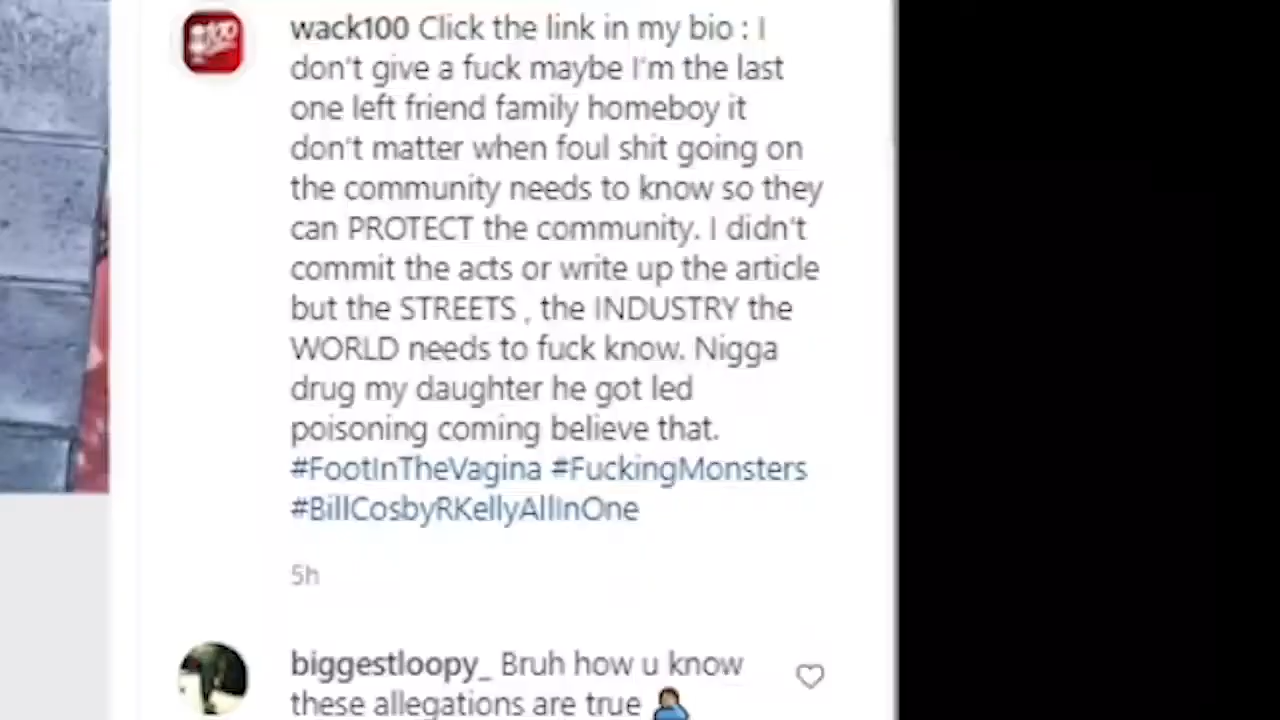 wack100 Click the link in my bio : I
don't give a fuck maybe I'm the last
one left friend family homeboy it
don't matter when foul shit going on
the community needs to know so they
can PROTECT the community. I didn't
commit the acts or write up the article
but the STREETS , the INDUSTRY the
WORLD needs to fuck know. Nigga
drug my daughter he got led
poisoning coming believe that.
#FootInTheVagina #FuckingMonsters
#BillCosbyRKellyAllInOne
5h
biggestloopy_ Bruh how u know
these allegations are true 🤦🏽‍♂️